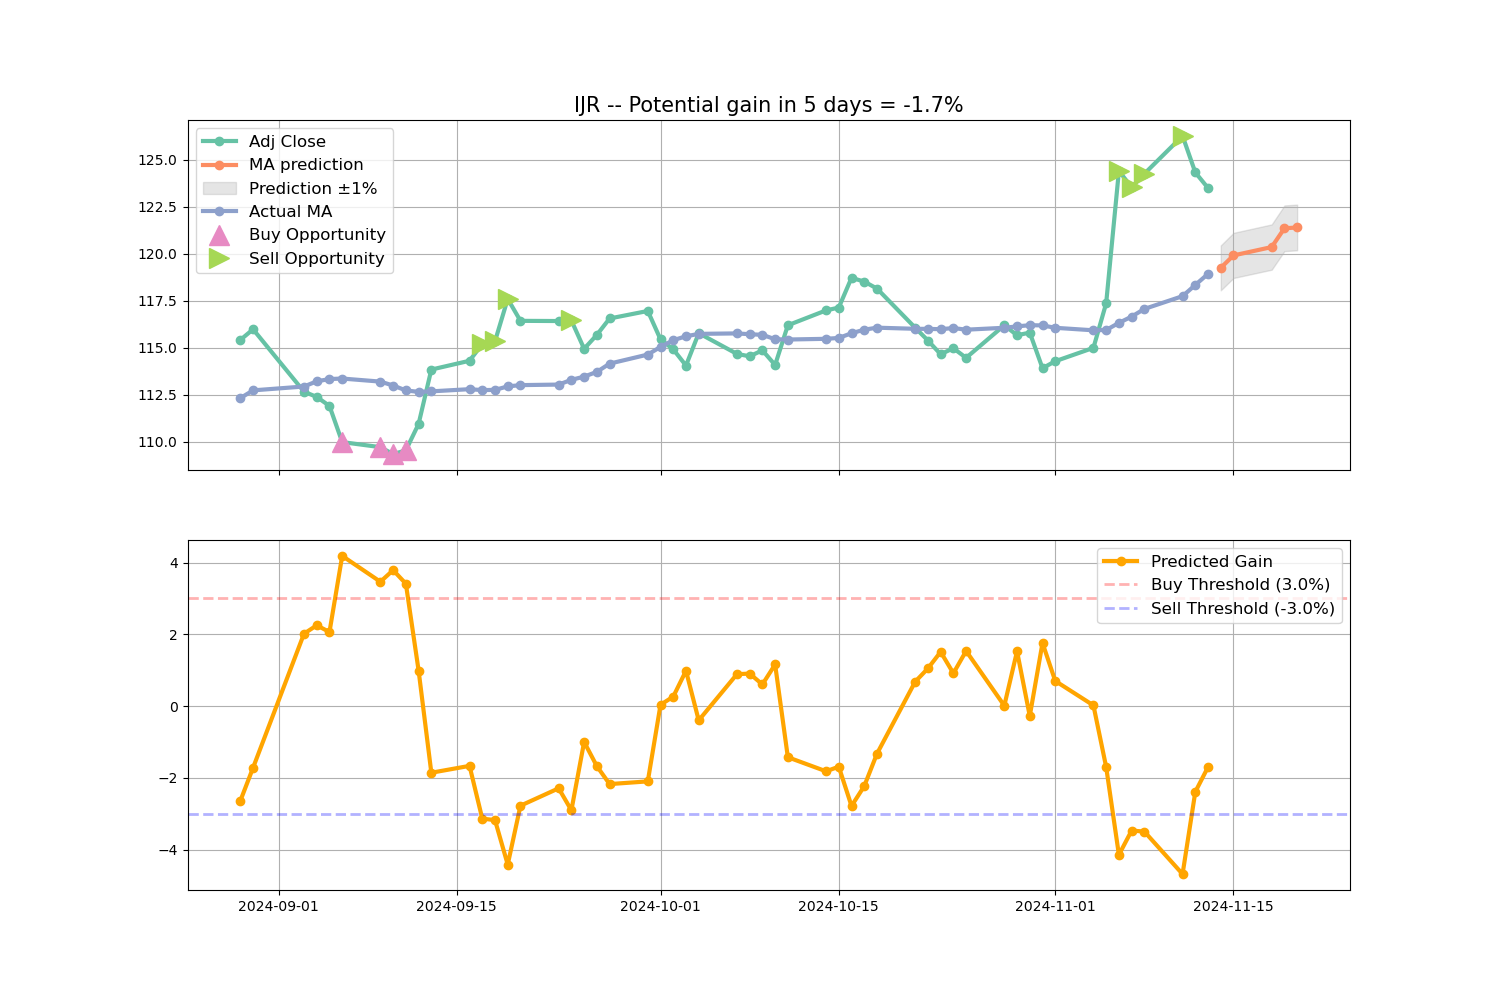 IJR -- Potential gain in 5 days = -1.7%
Adj Close
MA prediction
Prediction ±1%
Actual MA
Buy Opportunity
Sell Opportunity
125.0
122.5
120.0
117.5
115.0
112.5
110.0
Predicted Gain
Buy Threshold (3.0%)
Sell Threshold (-3.0%)
4
2
0
−2
−4
2024-09-01 2024-09-15 2024-10-01 2024-10-15 2024-11-01 2024-11-15